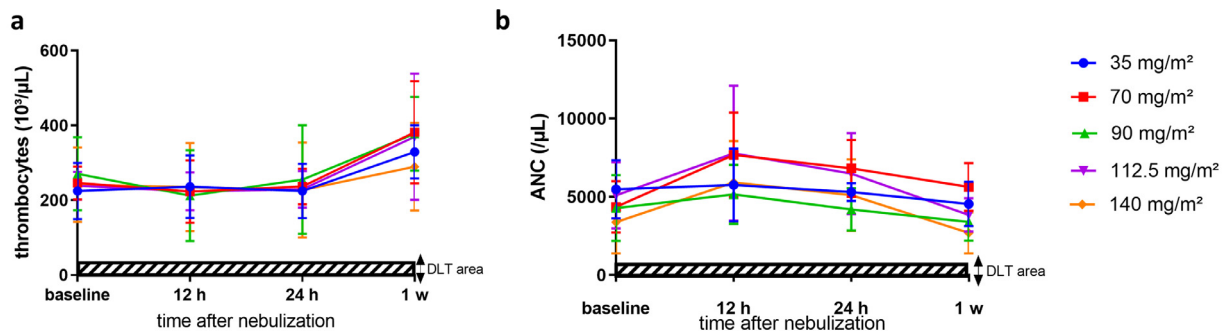 a
thrombocytes (10³/µL)
600
400
200
0
DLT area
baseline
12 h
24 h
1 w
time after nebulization
b
ANC (/µL)
15000
10000
5000
0
DLT area
baseline
12 h
24 h
1 w
time after nebulization
35 mg/m²
70 mg/m²
90 mg/m²
112.5 mg/m²
140 mg/m²